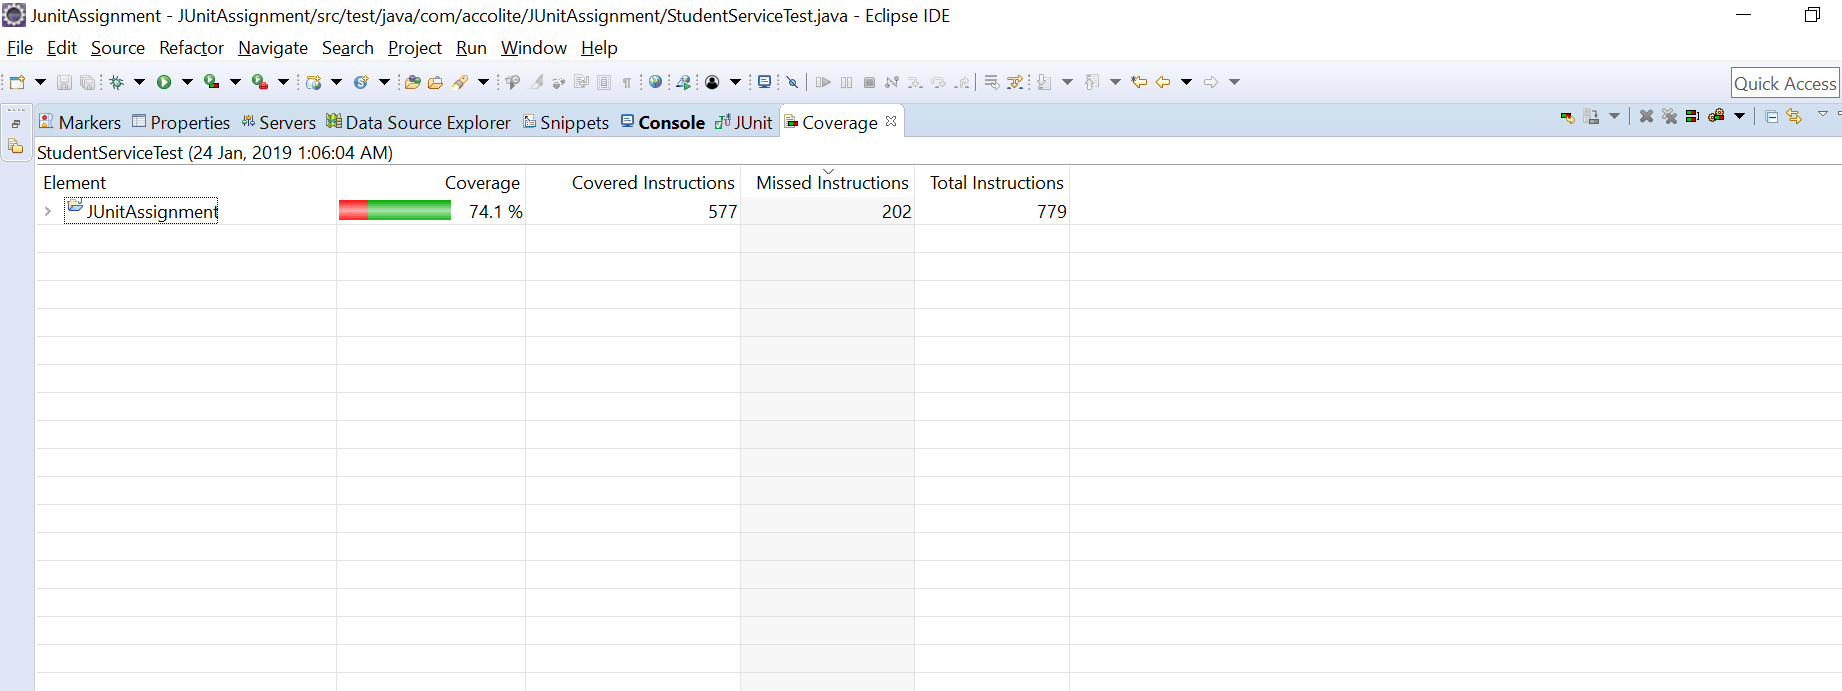 JunitAssignment - JUnitAssignment/src/test/java/com/accolite/JUnitAssignment/StudentServiceTest.java - Eclipse IDE
File Edit Source Refactor Navigate Search Project Run Window Help
Quick Access
Markers Properties Servers Data Source Explorer Snippets Console JUnit Coverage
StudentServiceTest (24 Jan, 2019 1:06:04 AM)
Element Coverage Covered Instructions Missed Instructions Total Instructions
JUnitAssignment 74.1 % 577 202 779